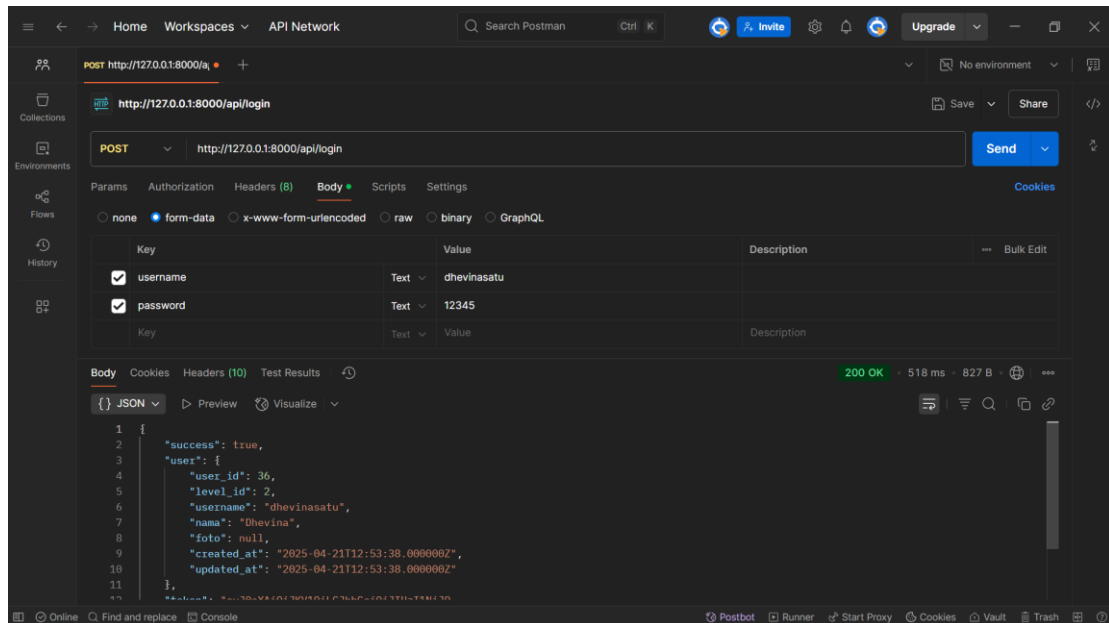 Home Workspaces API Network Search Postman Ctrl K Invite Upgrade
POST http://127.0.0.1:8000/a No environment
Collections
HTTP http://127.0.0.1:8000/api/login Save Share
Environments
POST http://127.0.0.1:8000/api/login Send
Flows
Params Authorization Headers (8) Body Scripts Settings Cookies
History
none form-data x-www-form-urlencoded raw binary GraphQL
Key Value Description Bulk Edit
username Text dhevinasatu
password Text 12345
Key Text Value Description
Body Cookies Headers (10) Test Results 200 OK 518 ms 827 B
{} JSON Preview Visualize
1 {
2 "success": true,
3 "user": {
4 "user_id": 36,
5 "level_id": 2,
6 "username": "dhevinasatu",
7 "nama": "Dhevina",
8 "foto": null,
9 "created_at": "2025-04-21T12:53:38.000000Z",
10 "updated_at": "2025-04-21T12:53:38.000000Z"
11 },
12 "token":
Online Find and replace Console Postbot Runner Start Proxy Cookies Vault Trash